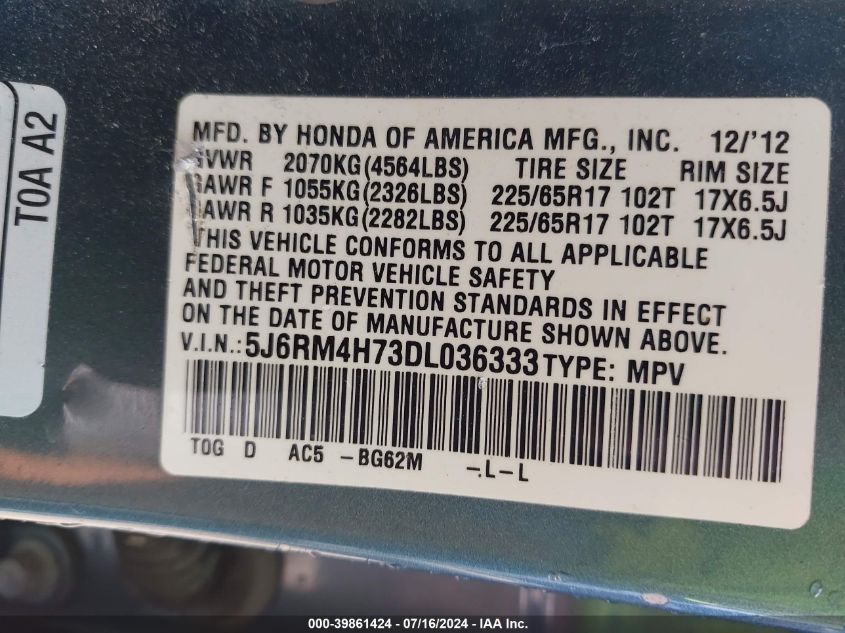 TOA A2
MFD. BY HONDA OF AMERICA MFG., INC. 12/'12
GVWR 2070KG(4564LBS) TIRE SIZE RIM SIZE
GAWR F 1055KG(2326LBS) 225/65R17 102T 17X6.5J
GAWR R 1035KG(2282LBS) 225/65R17 102T 17X6.5J
THIS VEHICLE CONFORMS TO ALL APPLICABLE
FEDERAL MOTOR VEHICLE SAFETY
AND THEFT PREVENTION STANDARDS IN EFFECT
ON THE DATE OF MANUFACTURE SHOWN ABOVE.
V.I.N.:5J6RM4H73DL036333 TYPE: MPV
TOG D AC5 -BG62M -.L-L
000-39861424 / 07/16/2024 - IAA Inc.